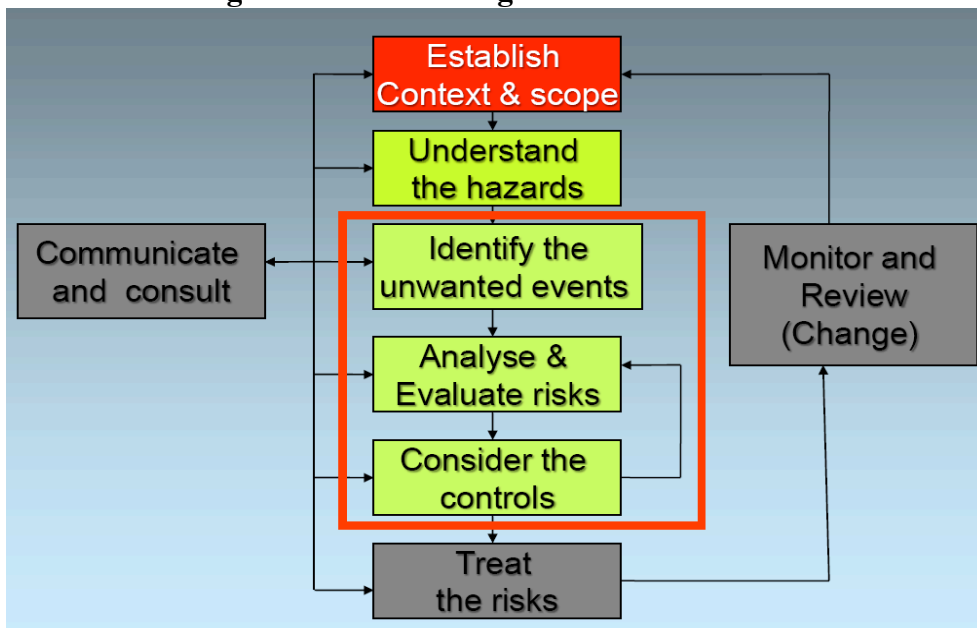 Establish
Context & scope
Understand
the hazards
Identify the
unwanted events
Communicate
and consult
Monitor and
Review
(Change)
Analyse &
Evaluate risks
Consider the
controls
Treat
the risks